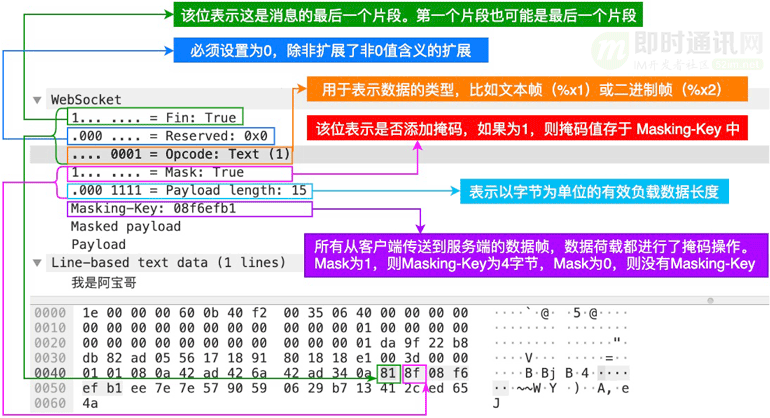 该位表示这是消息的最后一个片段。第一个片段也可能是最后一个片段
即时通讯网
必须设置为0，除非扩展了非0值含义的扩展
WebSocket
用于表示数据的类型，比如文本帧（%x1）或二进制帧（%x2）
1... .... = Fin: True
.000 .... = Reserved: 0x0
该位表示是否添加掩码，如果为1，则掩码值存于 Masking-Key 中
.... 0001 = Opcode: Text (1)
1... .... = Mask: True
.000 1111 = Payload length: 15
表示以字节为单位的有效负载数据长度
Masking-Key: 08f6efb1
Masked payload
所有从客户端传送到服务端的数据帧，数据荷载都进行了掩码操作。
Payload
Mask为1，则Masking-Key为4字节，Mask为0，则没有Masking-Key
Line-based text data (1 lines)
我是阿宝哥
0000 1e 00 00 00 60 0b 40 f2 00 35 06 40 00 00 00 00 ····`·@· ·5·@····
0010 00 00 00 00 00 00 00 00 00 00 00 01 00 00 00 00 ········ ········
0020 00 00 00 00 00 00 00 00 00 00 00 01 da 9f 22 b8 ········ ······"·
0030 db 82 ad 05 56 17 18 91 80 18 18 e1 00 3d 00 00 ····V··· ·····=··
0040 01 01 08 0a 42 ad 42 6a 42 ad 34 0a 81 8f 08 f6 ····B·Bj B·4·····
0050 ef b1 ee 7e 7e 57 90 59 06 29 b7 13 41 2c ed 65 ···~~W·Y ·)··A,·e
0060 4a J